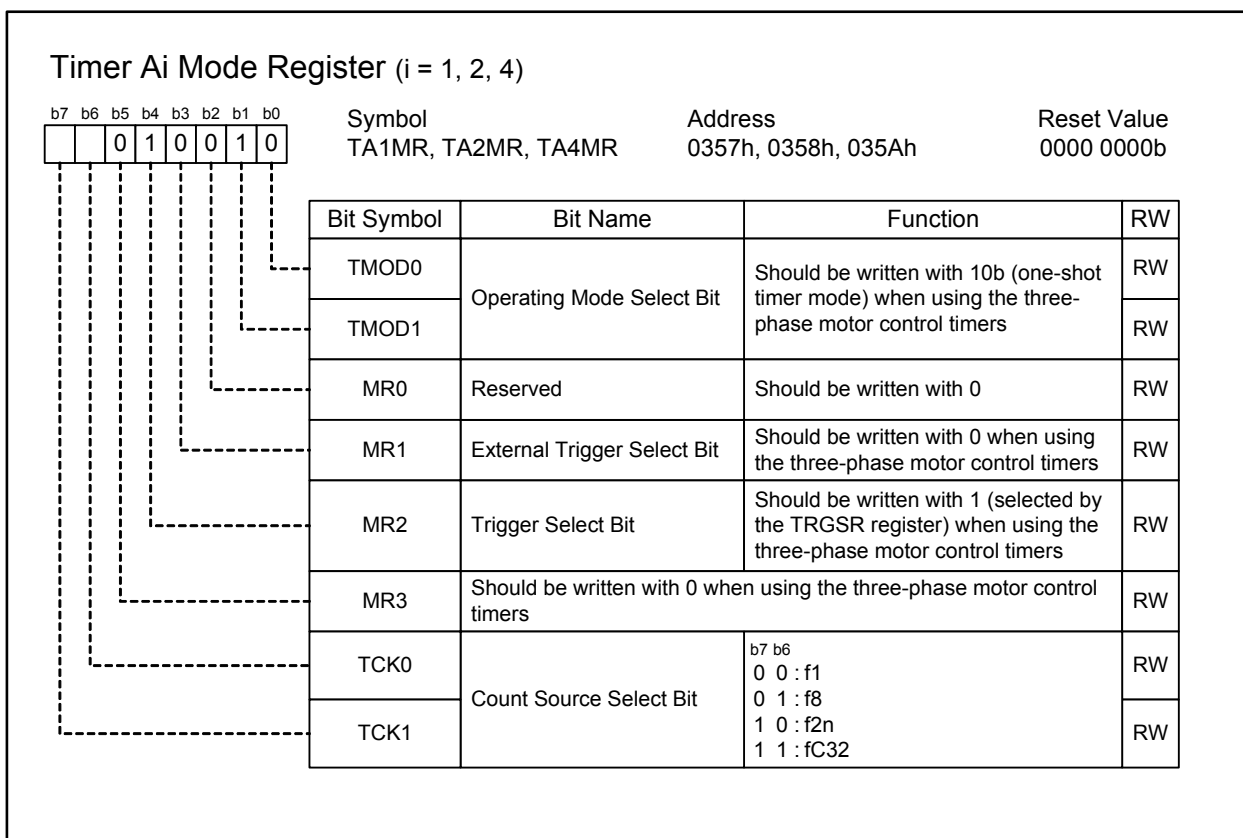 Timer Ai Mode Register (i = 1, 2, 4)
b7 b6 b5 b4 b3 b2 b1 b0
0 1 0 0 1 0
Symbol Address Reset Value
TA1MR, TA2MR, TA4MR 0357h, 0358h, 035Ah 0000 0000b
Bit Symbol Bit Name Function RW
TMOD0 RW
Operating Mode Select Bit
Should be written with 10b (one-shot
timer mode) when using the three-
phase motor control timers
TMOD1 RW
MR0 Reserved Should be written with 0 RW
MR1 External Trigger Select Bit
Should be written with 0 when using
the three-phase motor control timers
RW
MR2 Trigger Select Bit
Should be written with 1 (selected by
the TRGSR register) when using the
three-phase motor control timers
RW
MR3
Should be written with 0 when using the three-phase motor control
timers
RW
TCK0 RW
Count Source Select Bit
b7 b6
0 0 : f1
0 1 : f8
1 0 : f2n
1 1 : fC32
TCK1 RW